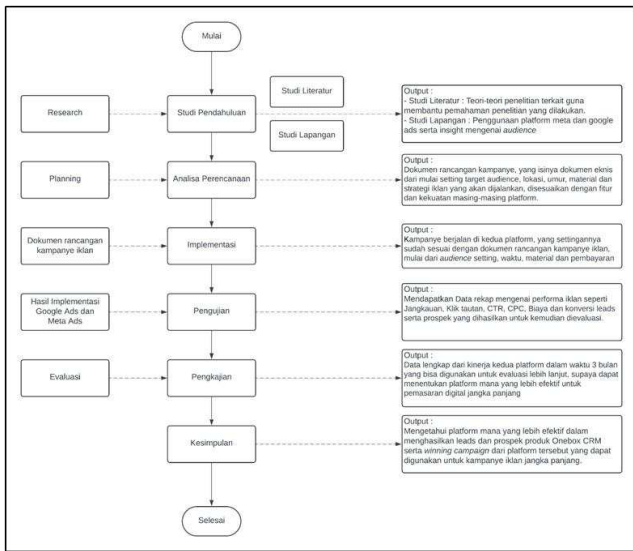 Mulai
Studi Literatur
Research
Studi Pendahuluan
Studi Lapangan
Output :
- Studi Literatur : Teori-teori penelitian terkait guna
membantu pemahaman penelitian yang dilakukan.
- Studi Lapangan : Penggunaan platform meta dan google
ads serta insight mengenai audience
Planning
Analisa Perencanaan
Output :
Dokumen rancangan kampanye, yang isinya dokumen eknis
dari mulai setting target audience, lokasi, umur, material dan
strategi iklan yang akan dijalankan, disesuaikan dengan fitur
dan kekuatan masing-masing platform.
Dokumen rancangan
kampanye iklan
Implementasi
Output :
Kampanye berjalan di kedua platform, yang settingannya
sudah sesuai dengan dokumen rancangan kampanye iklan,
mulai dari audience setting, waktu, material dan pembayaran
Hasil Implementasi
Google Ads dan
Meta Ads
Pengujian
Output :
Mendapatkan Data rekap mengenai performa iklan seperti
Jangkauan, Klik tautan, CTR, CPC, Biaya dan konversi leads
serta prospek yang dihasilkan untuk kemudian dievaluasi.
Evaluasi
Pengkajian
Output :
Data lengkap dari kinerja kedua platform dalam waktu 3 bulan
yang bisa digunakan untuk evaluasi lebih lanjut, supaya dapat
menentukan platform mana yang lebih efektif untuk
pemasaran digital jangka panjang
Kesimpulan
Output :
Mengetahui platform mana yang lebih efektif dalam
menghasilkan leads dan prospek produk Onebox CRM
serta winning campaign dari platform tersebut yang dapat
digunakan untuk kampanye iklan jangka panjang.
Selesai